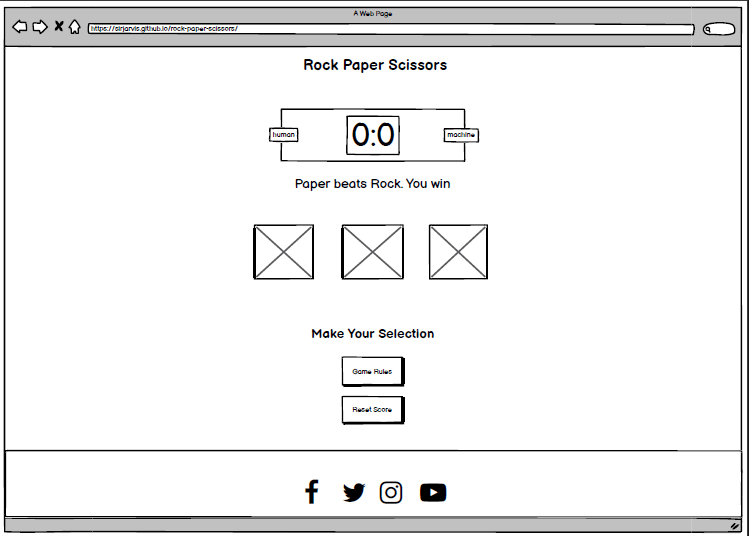 A Web Page
https://sirjarvis.github.io/rock-paper-scissors/
Rock Paper Scissors
human
0:0
machine
Paper beats Rock. You win
Make Your Selection
Game Rules
Reset Score